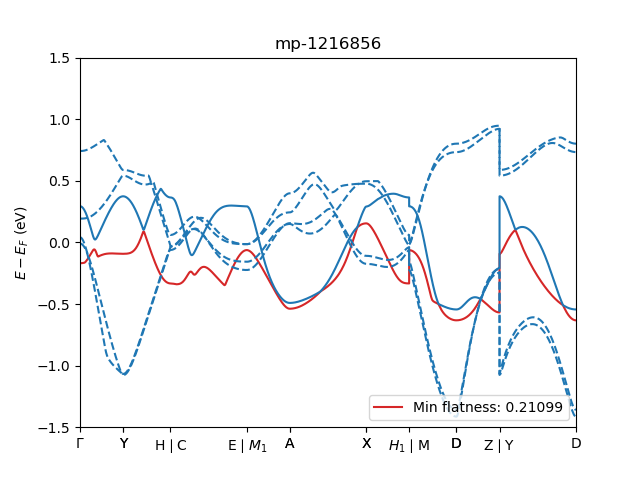 mp-1216856
E − E_F (eV)
1.5
1.0
0.5
0.0
−0.5
−1.0
−1.5
Min flatness: 0.21099
Γ Y H | C E | M₁ A X H₁ | M D Z | Y D